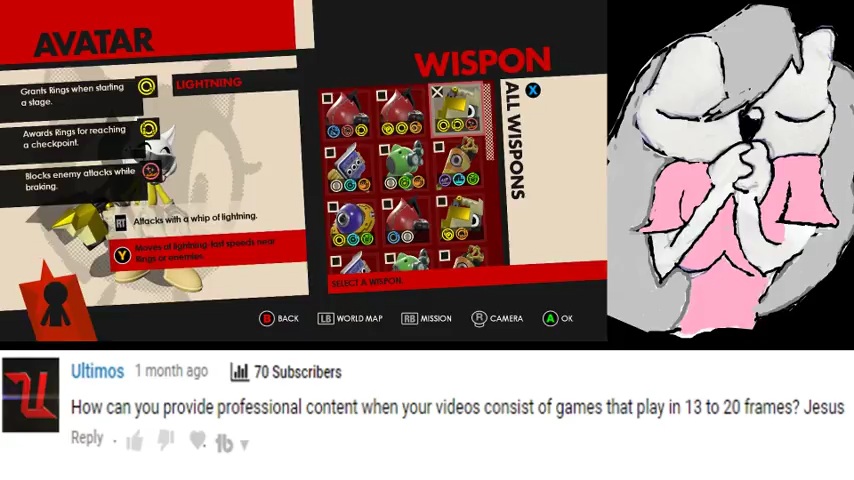 AVATAR
Grants Rings when starting
a stage.
Awards Rings for reaching
a checkpoint.
Blocks enemy attacks while
braking.
LIGHTNING
RT Attacks with a whip of lightning.
Y Moves at lightning-fast speeds near
Rings or enemies.
WISPON
X
ALL WISPONS
SELECT A WISPON.
B BACK
LB WORLD MAP
RB MISSION
R CAMERA
A OK
Ultimos 1 month ago 70 Subscribers
How can you provide professional content when your videos consist of games that play in 13 to 20 frames? Jesus
Reply